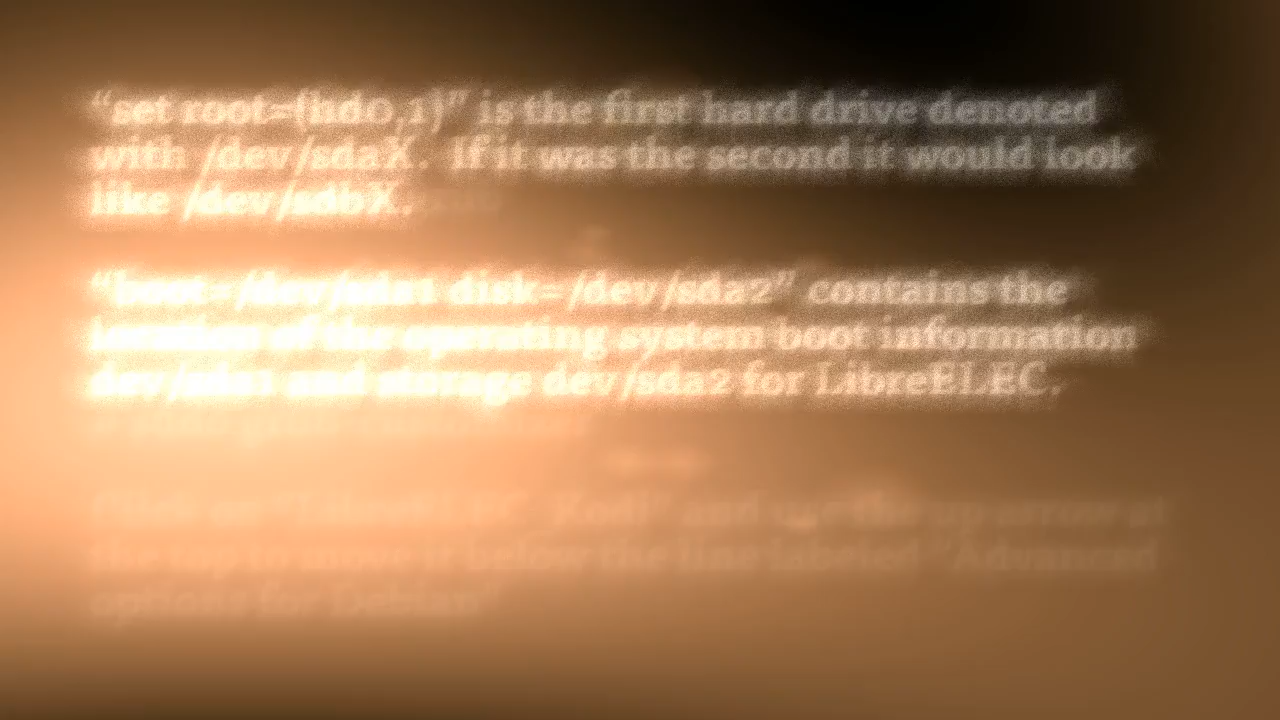 “set root=(hd0,1)” is the first hard drive denoted
with /dev/sdaX.  If it was the second it would look
like /dev/sdbX.
“boot=/dev/sda1 disk=/dev/sda2” contains the
location of the operating system boot information
dev/sda1 and storage dev/sda2 for LibreELEC.
Click on "LibreELEC Kodi" and use the up arrow at
the top to move it below the line labeled "Advanced
options for Debian"